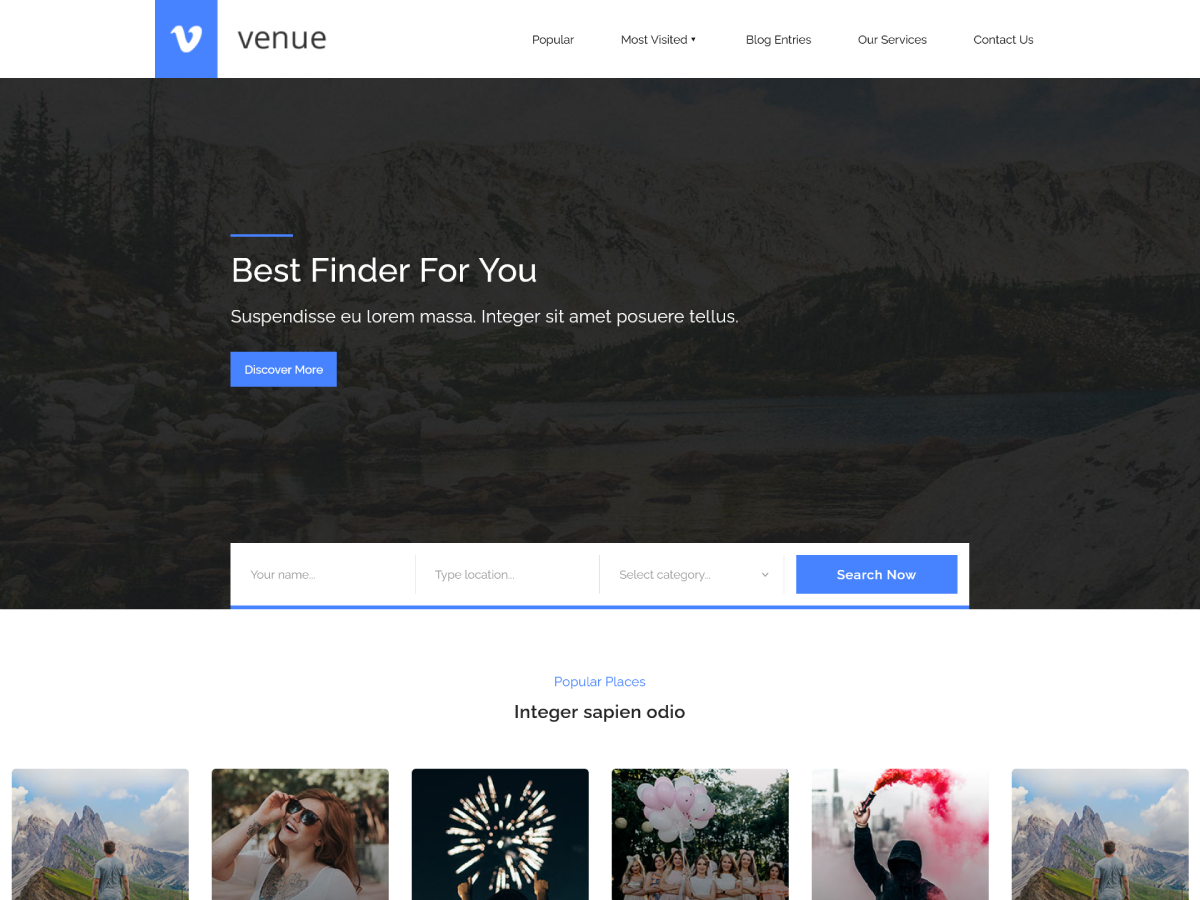 venue
Popular
Most Visited
Blog Entries
Our Services
Contact Us
Best Finder For You
Suspendisse eu lorem massa. Integer sit amet posuere tellus.
Discover More
Your name...
Type location...
Select category...
Search Now
Popular Places
Integer sapien odio